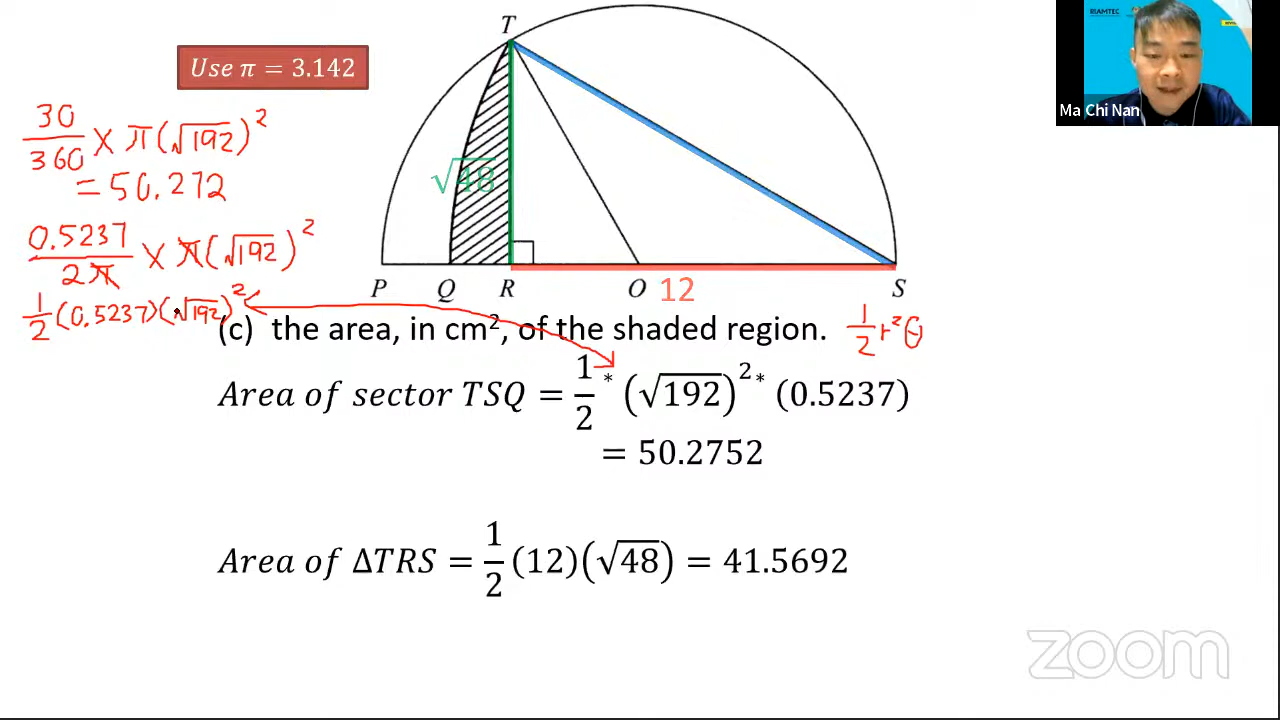 T
Use π = 3.142
30/360 × π(√192)²
= 50.272
√48
0.5237/2π × π(√192)²
P Q R O 12 S
1/2(0.5237)(√192)²
(c) the area, in cm², of the shaded region.
1/2 r²θ
Area of sector TSQ = 1/2 * (√192)² * (0.5237)
= 50.2752
Area of ΔTRS = 1/2 (12)(√48) = 41.5692
RIAMTEC
Ma Chi Nan
zoom